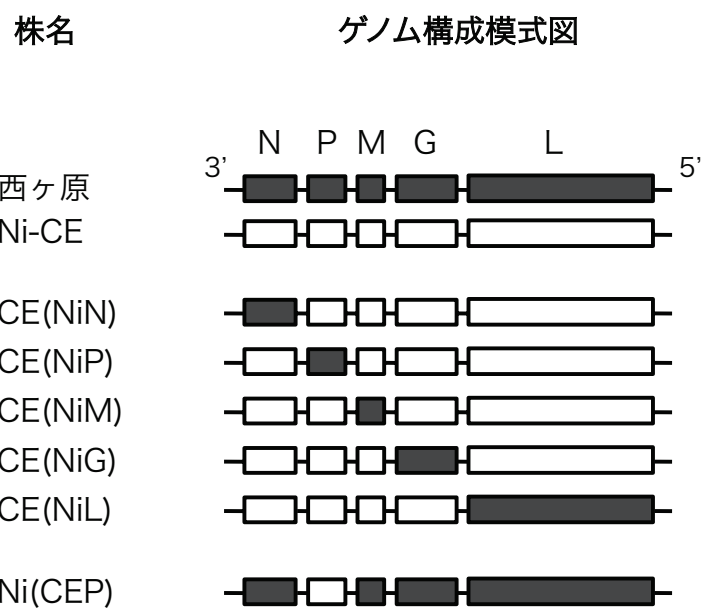 株名 ゲノム構成模式図
N P M G L
3’ 5’
西ヶ原
Ni-CE
CE(NiN)
CE(NiP)
CE(NiM)
CE(NiG)
CE(NiL)
Ni(CEP)